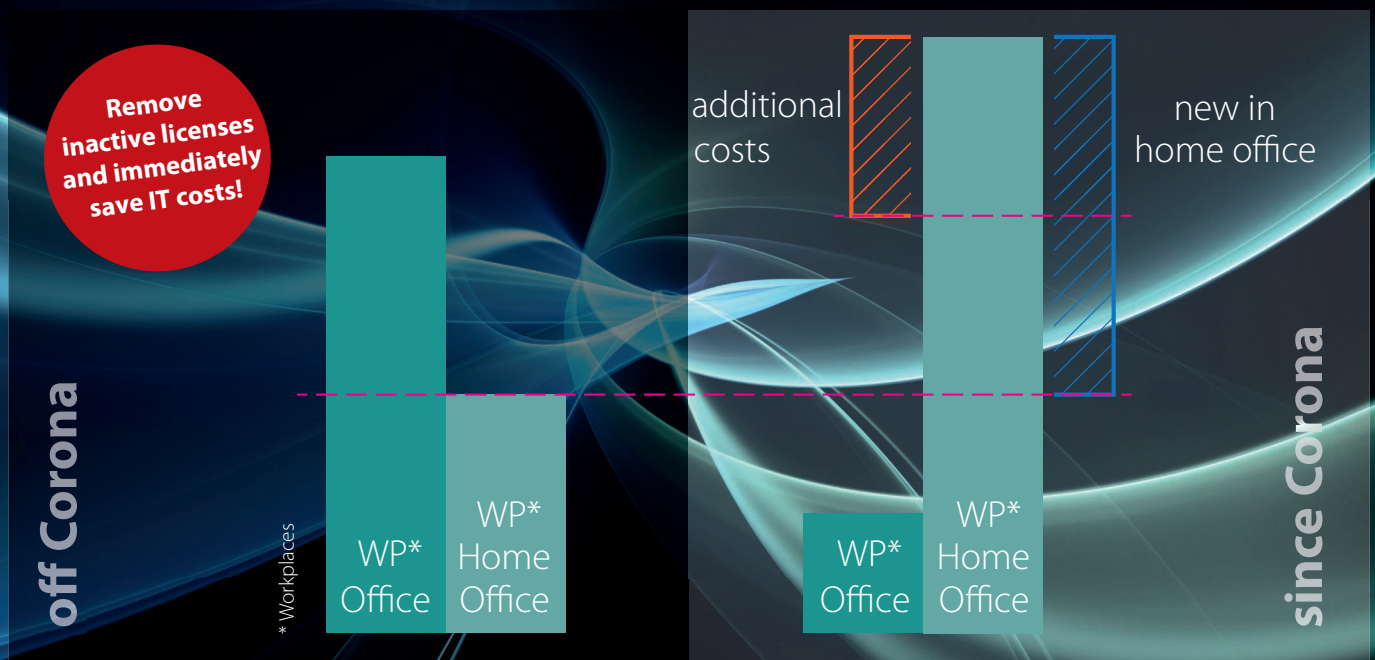 Remove
inactive licenses
and immediately
save IT costs!
off Corona
* Workplaces
WP*
Office
WP*
Home
Office
additional
costs
new in
home office
WP*
Office
WP*
Home
Office
since Corona